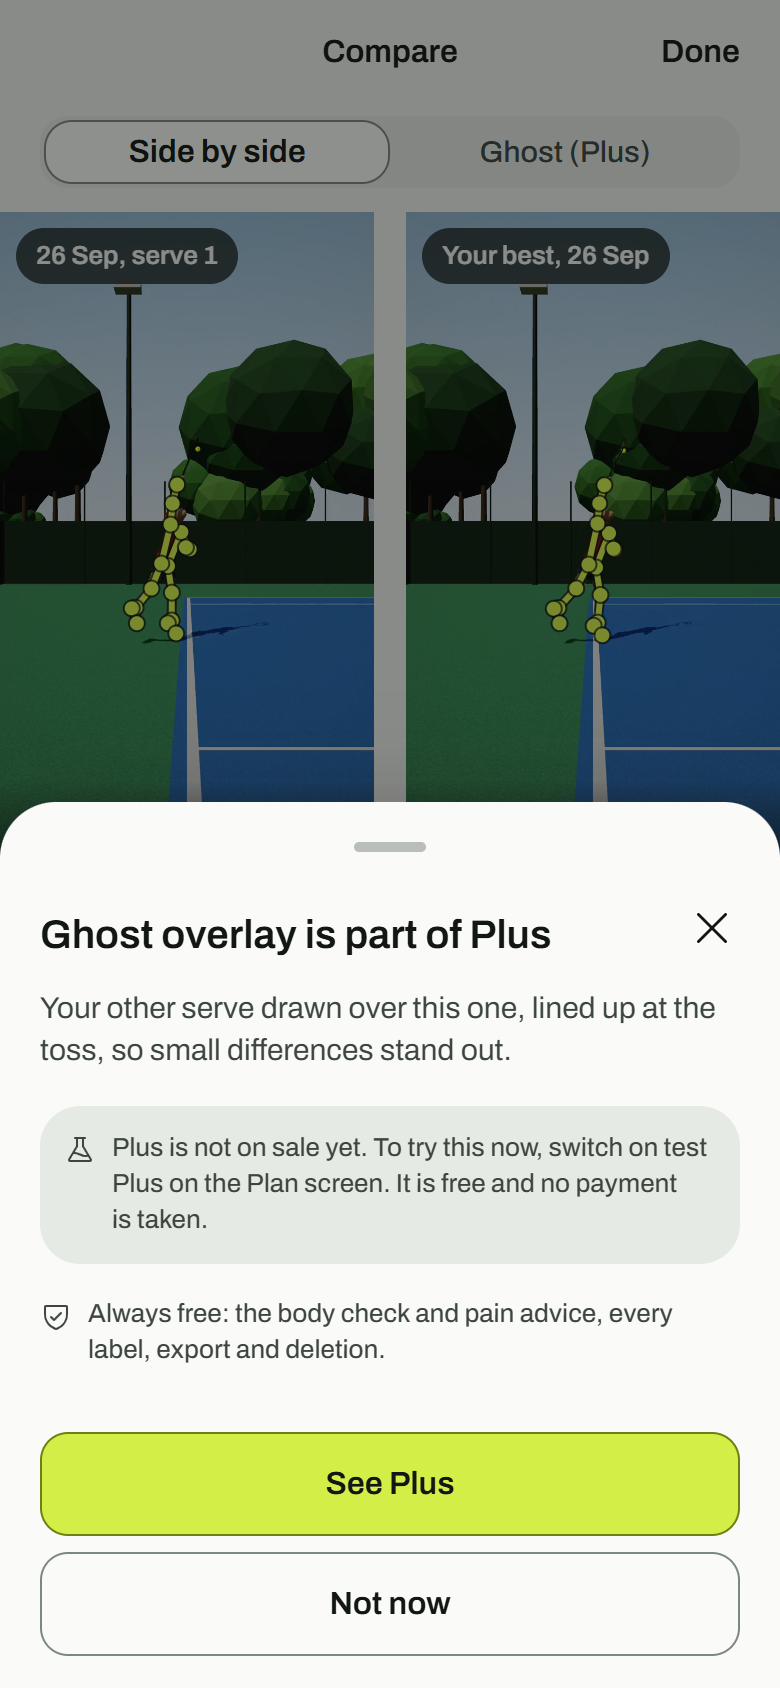 Compare
Done
Side by side
Ghost (Plus)
26 Sep, serve 1
Your best, 26 Sep
Ghost overlay is part of Plus
Your other serve drawn over this one, lined up at the
toss, so small differences stand out.
Plus is not on sale yet. To try this now, switch on test
Plus on the Plan screen. It is free and no payment
is taken.
Always free: the body check and pain advice, every
label, export and deletion.
See Plus
Not now